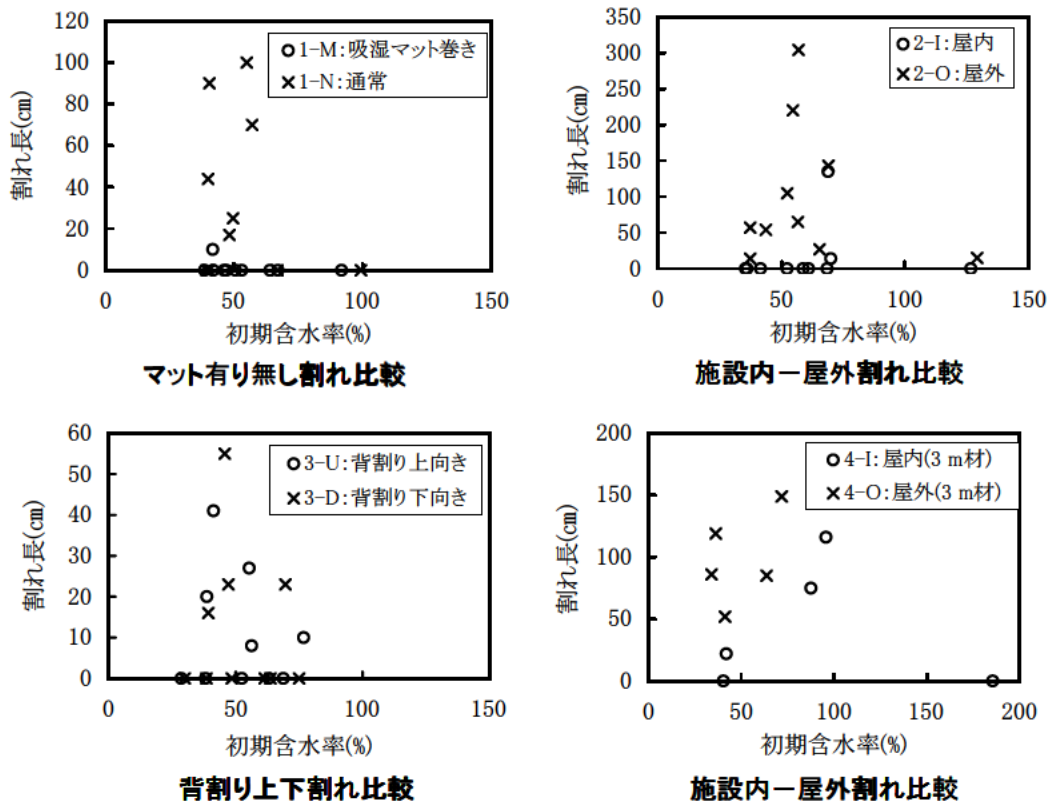 120
100
80
60
40
20
0
0
50
100
150
割れ長(cm)
初期含水率(%)
1-M:吸湿マット巻き
1-N:通常
マット有り無し割れ比較
350
300
250
200
150
100
50
0
0
50
100
150
割れ長(cm)
初期含水率(%)
2-I:屋内
2-O:屋外
施設内－屋外割れ比較
60
50
40
30
20
10
0
0
50
100
150
割れ長(cm)
初期含水率(%)
3-U:背割り上向き
3-D:背割り下向き
背割り上下割れ比較
200
150
100
50
0
0
50
100
150
200
割れ長(cm)
初期含水率(%)
4-I:屋内(3 m材)
4-O:屋外(3 m材)
施設内－屋外割れ比較